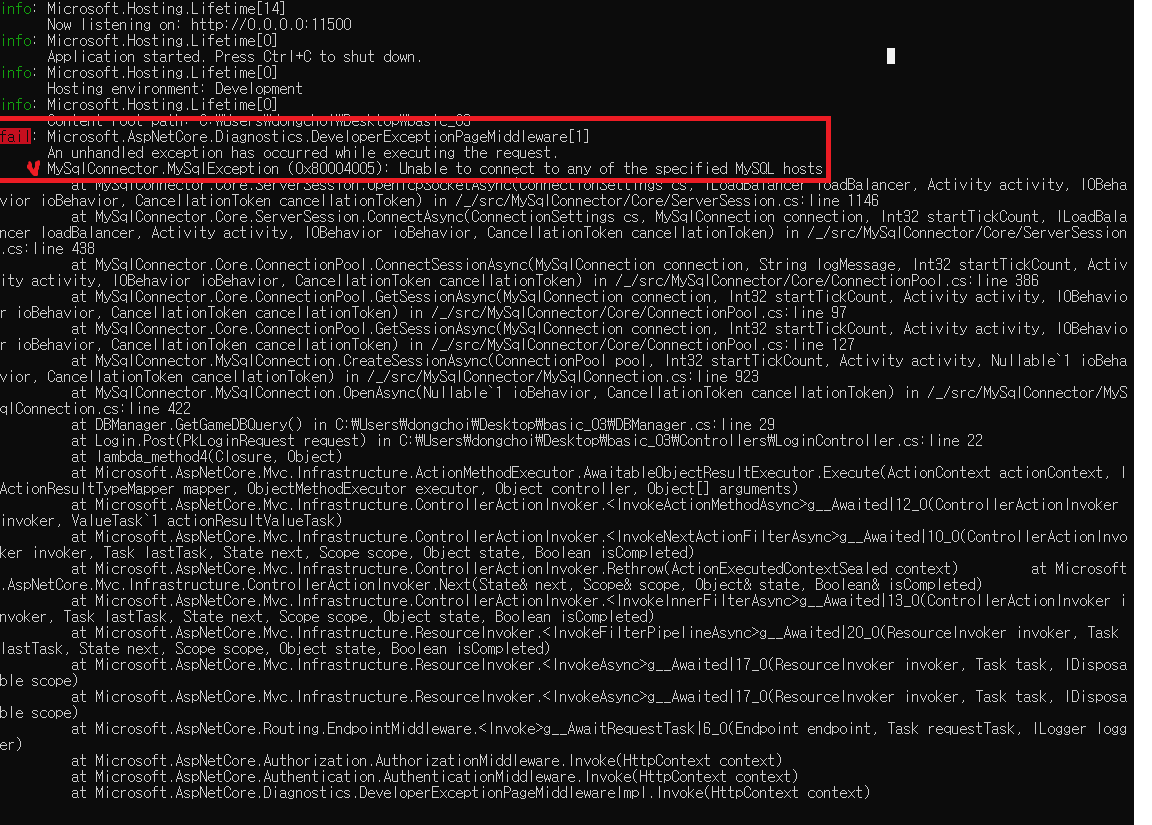 info: Microsoft.Hosting.Lifetime[14]
Now listening on: http://0.0.0.0:11500
info: Microsoft.Hosting.Lifetime[0]
Application started. Press Ctrl+C to shut down.
info: Microsoft.Hosting.Lifetime[0]
Hosting environment: Development
info: Microsoft.Hosting.Lifetime[0]
Content root path: C:₩Users₩dongchoi₩Desktop₩basic_03
fail: Microsoft.AspNetCore.Diagnostics.DeveloperExceptionPageMiddleware[1]
An unhandled exception has occurred while executing the request.
MySqlConnector.MySqlException (0x80004005): Unable to connect to any of the specified MySQL hosts
at MySqlConnector.Core.ServerSession.OpenTcpSocketAsync(ConnectionSettings cs, ILoadBalancer loadBalancer, Activity activity, IOBeha
vior ioBehavior, CancellationToken cancellationToken) in /_/src/MySqlConnector/Core/ServerSession.cs:line 1146
at MySqlConnector.Core.ServerSession.ConnectAsync(ConnectionSettings cs, MySqlConnection connection, Int32 startTickCount, ILoadBala
ncer loadBalancer, Activity activity, IOBehavior ioBehavior, CancellationToken cancellationToken) in /_/src/MySqlConnector/Core/ServerSession
.cs:line 438
at MySqlConnector.Core.ConnectionPool.ConnectSessionAsync(MySqlConnection connection, String logMessage, Int32 startTickCount, Activ
ity activity, IOBehavior ioBehavior, CancellationToken cancellationToken) in /_/src/MySqlConnector/Core/ConnectionPool.cs:line 386
at MySqlConnector.Core.ConnectionPool.GetSessionAsync(MySqlConnection connection, Int32 startTickCount, Activity activity, IOBehavio
r ioBehavior, CancellationToken cancellationToken) in /_/src/MySqlConnector/Core/ConnectionPool.cs:line 97
at MySqlConnector.Core.ConnectionPool.GetSessionAsync(MySqlConnection connection, Int32 startTickCount, Activity activity, IOBehavio
r ioBehavior, CancellationToken cancellationToken) in /_/src/MySqlConnector/Core/ConnectionPool.cs:line 127
at MySqlConnector.MySqlConnection.CreateSessionAsync(ConnectionPool pool, Int32 startTickCount, Activity activity, Nullable`1 ioBeha
vior, CancellationToken cancellationToken) in /_/src/MySqlConnector/MySqlConnection.cs:line 923
at MySqlConnector.MySqlConnection.OpenAsync(Nullable`1 ioBehavior, CancellationToken cancellationToken) in /_/src/MySqlConnector/MyS
qlConnection.cs:line 422
at DBManager.GetGameDBQuery() in C:₩Users₩dongchoi₩Desktop₩basic_03₩DBManager.cs:line 29
at Login.Post(PkLoginRequest request) in C:₩Users₩dongchoi₩Desktop₩basic_03₩Controllers₩LoginController.cs:line 22
at lambda_method4(Closure, Object)
at Microsoft.AspNetCore.Mvc.Infrastructure.ActionMethodExecutor.AwaitableObjectResultExecutor.Execute(ActionContext actionContext, I
ActionResultTypeMapper mapper, ObjectMethodExecutor executor, Object controller, Object[] arguments)
at Microsoft.AspNetCore.Mvc.Infrastructure.ControllerActionInvoker.<InvokeActionMethodAsync>g__Awaited|12_0(ControllerActionInvoker
invoker, ValueTask`1 actionResultValueTask)
at Microsoft.AspNetCore.Mvc.Infrastructure.ControllerActionInvoker.<InvokeNextActionFilterAsync>g__Awaited|10_0(ControllerActionInvo
ker invoker, Task lastTask, State next, Scope scope, Object state, Boolean isCompleted)
at Microsoft.AspNetCore.Mvc.Infrastructure.ControllerActionInvoker.Rethrow(ActionExecutedContextSealed context) at Microsoft
.AspNetCore.Mvc.Infrastructure.ControllerActionInvoker.Next(State& next, Scope& scope, Object& state, Boolean& isCompleted)
at Microsoft.AspNetCore.Mvc.Infrastructure.ControllerActionInvoker.<InvokeInnerFilterAsync>g__Awaited|13_0(ControllerActionInvoker i
nvoker, Task lastTask, State next, Scope scope, Object state, Boolean isCompleted)
at Microsoft.AspNetCore.Mvc.Infrastructure.ResourceInvoker.<InvokeFilterPipelineAsync>g__Awaited|20_0(ResourceInvoker invoker, Task
lastTask, State next, Scope scope, Object state, Boolean isCompleted)
at Microsoft.AspNetCore.Mvc.Infrastructure.ResourceInvoker.<InvokeAsync>g__Awaited|17_0(ResourceInvoker invoker, Task task, IDisposa
ble scope)
at Microsoft.AspNetCore.Mvc.Infrastructure.ResourceInvoker.<InvokeAsync>g__Awaited|17_0(ResourceInvoker invoker, Task task, IDisposa
ble scope)
at Microsoft.AspNetCore.Routing.EndpointMiddleware.<Invoke>g__AwaitRequestTask|6_0(Endpoint endpoint, Task requestTask, ILogger logg
er)
at Microsoft.AspNetCore.Authorization.AuthorizationMiddleware.Invoke(HttpContext context)
at Microsoft.AspNetCore.Authentication.AuthenticationMiddleware.Invoke(HttpContext context)
at Microsoft.AspNetCore.Diagnostics.DeveloperExceptionPageMiddlewareImpl.Invoke(HttpContext context)